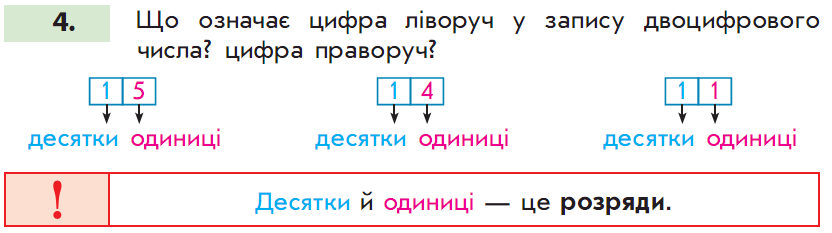 4. Що означає цифра ліворуч у запису двоцифрового
числа? цифра праворуч?
1 5 1 4 1 1
десятки одиниці десятки одиниці десятки одиниці
! Десятки й одиниці — це розряди.